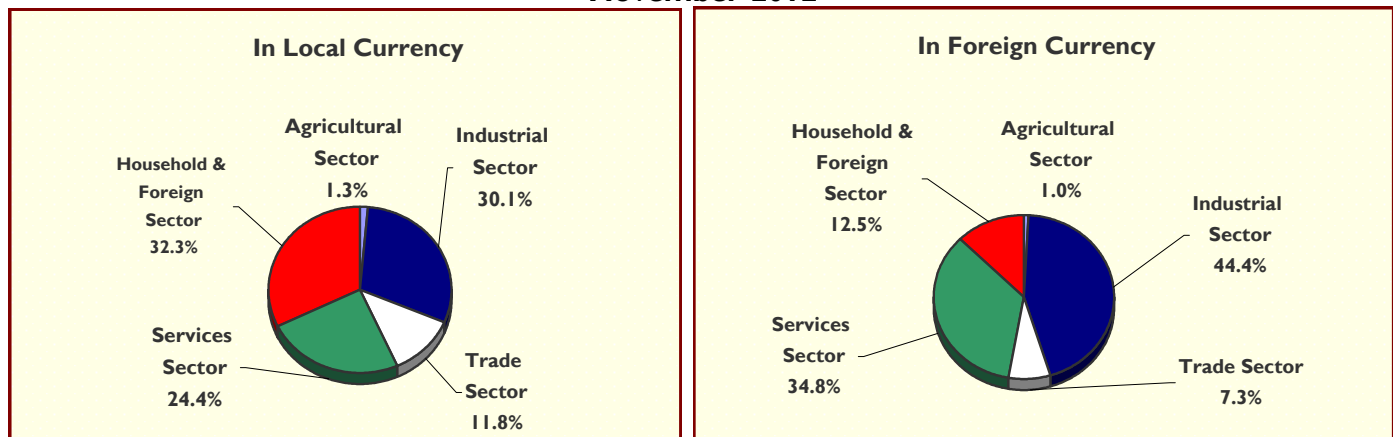 November 2012
In Local Currency
Agricultural
Sector
1.3%
Industrial
Sector
30.1%
Household &
Foreign
Sector
32.3%
Services
Sector
24.4%
Trade
Sector
11.8%
In Foreign Currency
Household &
Foreign
Sector
12.5%
Agricultural
Sector
1.0%
Industrial
Sector
44.4%
Services
Sector
34.8%
Trade Sector
7.3%